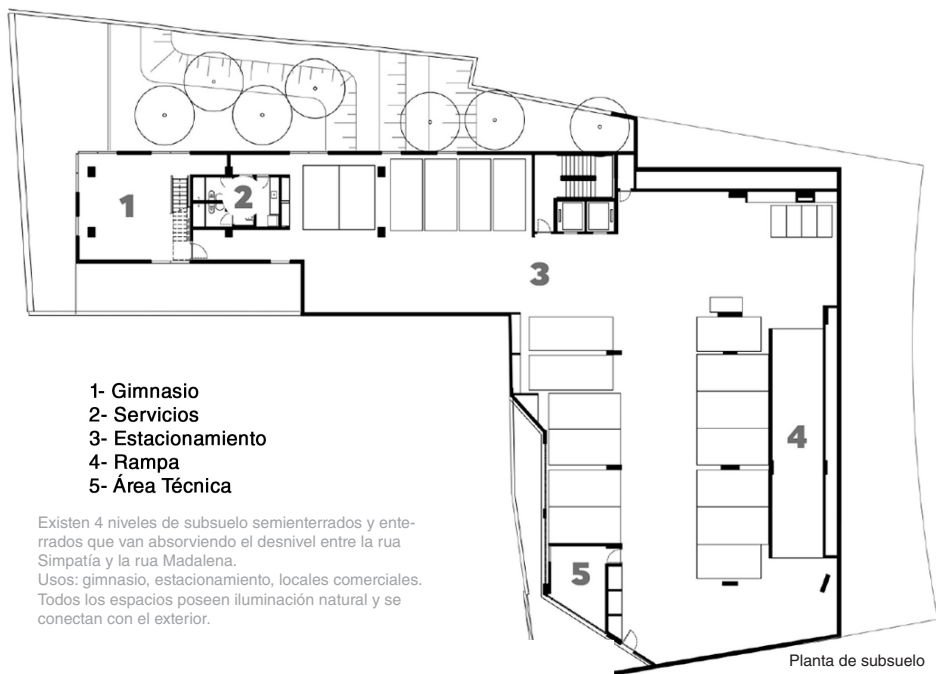 1
2
3
4
5
1- Gimnasio
2- Servicios
3- Estacionamiento
4- Rampa
5- Área Técnica
Existen 4 niveles de subsuelo semienterrados y ente-
rrados que van absorviendo el desnivel entre la rua
Simpatía y la rua Madalena.
Usos: gimnasio, estacionamiento, locales comerciales.
Todos los espacios poseen iluminación natural y se
conectan con el exterior.
Planta de subsuelo